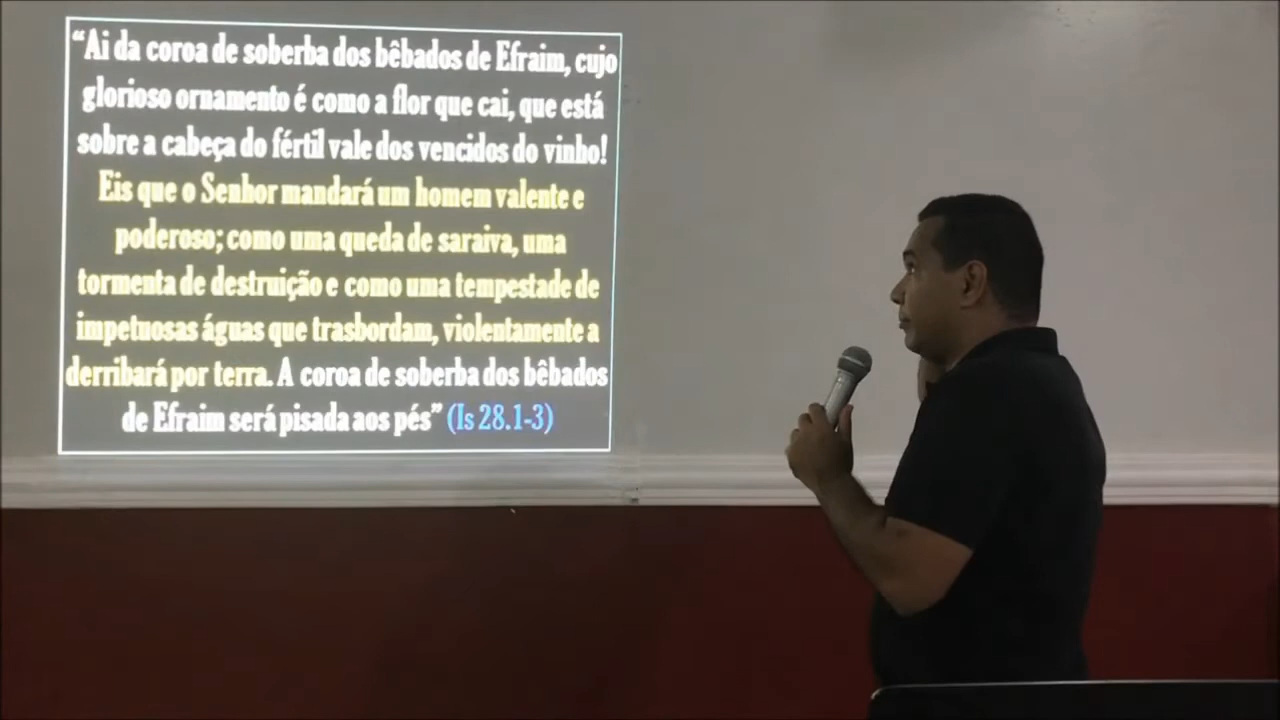 “Ai da coroa de soberba dos bêbados de Efraim, cujo
glorioso ornamento é como a flor que cai, que está
sobre a cabeça do fértil vale dos vencidos do vinho!
Eis que o Senhor mandará um homem valente e
poderoso; como uma queda de saraiva, uma
tormenta de destruição e como uma tempestade de
impetuosas águas que trasbordam, violentamente a
derribará por terra. A coroa de soberba dos bêbados
de Efraim será pisada aos pés” (Is 28.1-3)